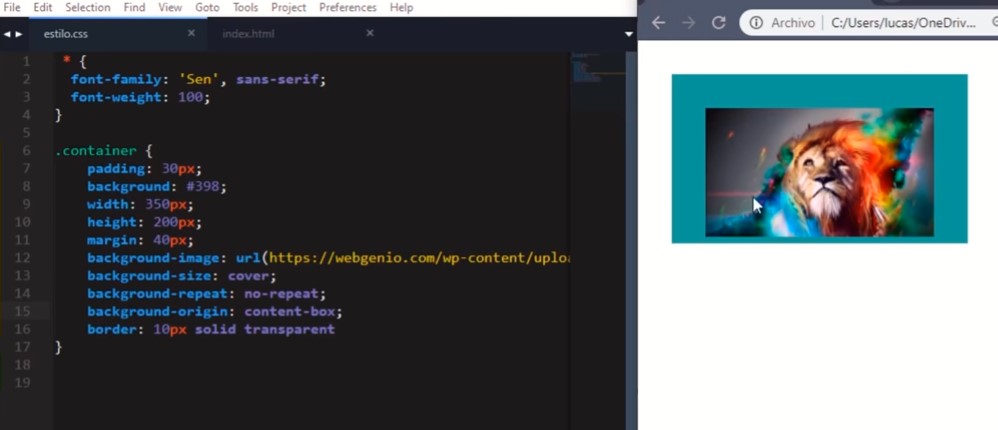 File Edit Selection Find View Goto Tools Project Preferences Help
estilo.css × index.html ×
Archivo | C:/Users/lucas/OneDriv...
1 * {
2 font-family: 'Sen', sans-serif;
3 font-weight: 100;
4 }
5
6 .container {
7 padding: 30px;
8 background: #398;
9 width: 350px;
10 height: 200px;
11 margin: 40px;
12 background-image: url(https://webgenio.com/wp-content/uplo
13 background-size: cover;
14 background-repeat: no-repeat;
15 background-origin: content-box;
16 border: 10px solid transparent
17 }
18
19